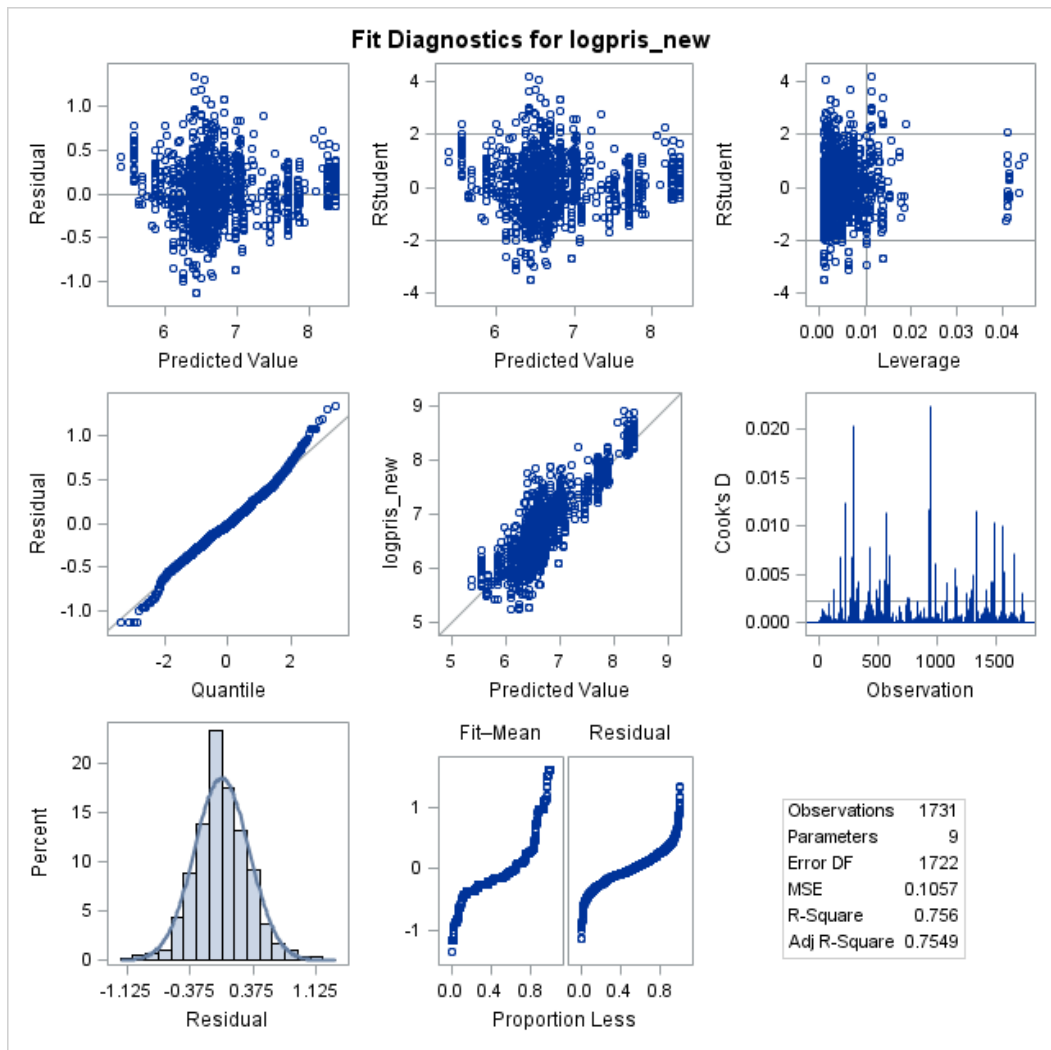 Fit Diagnostics for logpris_new
1.0
0.5
0.0
-0.5
-1.0
Residual
6 7 8
Predicted Value
4
2
0
-2
-4
RStudent
6 7 8
Predicted Value
4
2
0
-2
-4
RStudent
0.00 0.01 0.02 0.03 0.04
Leverage
1.0
0.5
0.0
-0.5
-1.0
Residual
-2 0 2
Quantile
9
8
7
6
5
logpris_new
5 6 7 8 9
Predicted Value
0.020
0.015
0.010
0.005
0.000
Cook's D
0 500 1000 1500
Observation
20
15
10
5
0
Percent
-1.125 -0.375 0.375 1.125
Residual
Fit–Mean Residual
1
0
-1
0.0 0.4 0.8 0.0 0.4 0.8
Proportion Less
Observations 1731
Parameters 9
Error DF 1722
MSE 0.1057
R-Square 0.756
Adj R-Square 0.7549